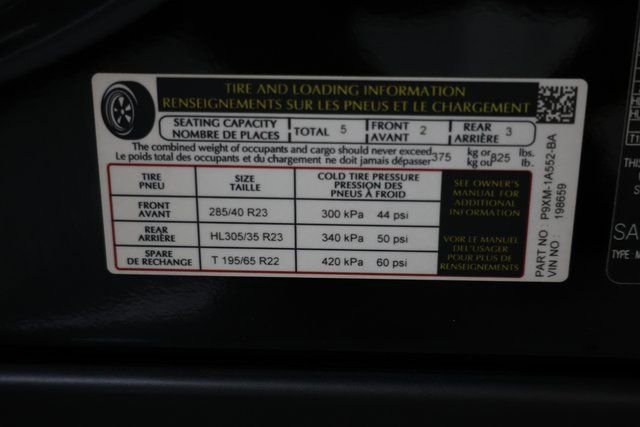 TIRE AND LOADING INFORMATION
RENSEIGNEMENTS SUR LES PNEUS ET LE CHARGEMENT
SEATING CAPACITY
NOMBRE DE PLACES
TOTAL 5
FRONT
AVANT 2
REAR
ARRIÈRE 3
The combined weight of occupants and cargo should never exceed 375 kg or 825 lbs.
Le poids total des occupants et du chargement ne doit jamais dépasser kg ou lb.
TIRE
PNEU
SIZE
TAILLE
COLD TIRE PRESSURE
PRESSION DES
PNEUS À FROID
FRONT
AVANT
285/40 R23
300 kPa 44 psi
REAR
ARRIÈRE
HL305/35 R23
340 kPa 50 psi
SPARE
DE RECHANGE
T 195/65 R22
420 kPa 60 psi
SEE OWNER'S
MANUAL FOR
ADDITIONAL
INFORMATION
VOIR LE MANUEL
DEL'USAGER
POUR PLUS DE
RENSEIGNEMENTS
PART NO : P9XM-1A552-BA
VIN NO : 198659
SA
TYPE